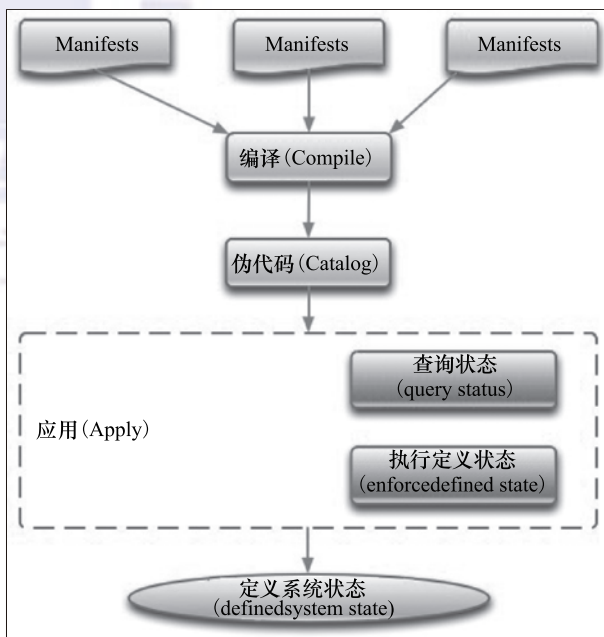 Manifests
Manifests
Manifests
编译(Compile)
伪代码(Catalog)
应用(Apply)
查询状态
(query status)
执行定义状态
(enforcedefined state)
定义系统状态
(definedsystem state)